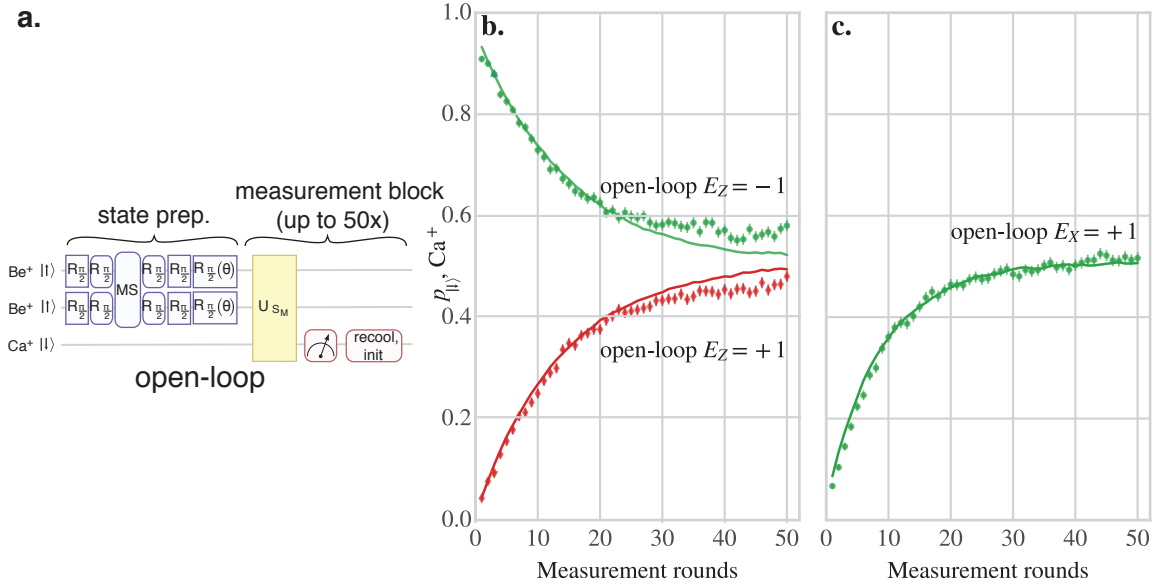 a.
measurement block
(up to 50x)
state prep.
Be⁺ |↓⟩ R π/2 R π/2 MS R π/2 R π/2 R π/2 (θ)
Be⁺ |↓⟩ R π/2 R π/2 R π/2 R π/2 R π/2 (θ)
U S_M
Ca⁺ |↓⟩ recool, init
open-loop
b.
1.0
0.8
0.6
0.4
0.2
0.0
p|↓⟩, Ca⁺
open-loop E_Z = −1
open-loop E_Z = +1
0 10 20 30 40 50
Measurement rounds
c.
open-loop E_X = +1
0 10 20 30 40 50
Measurement rounds